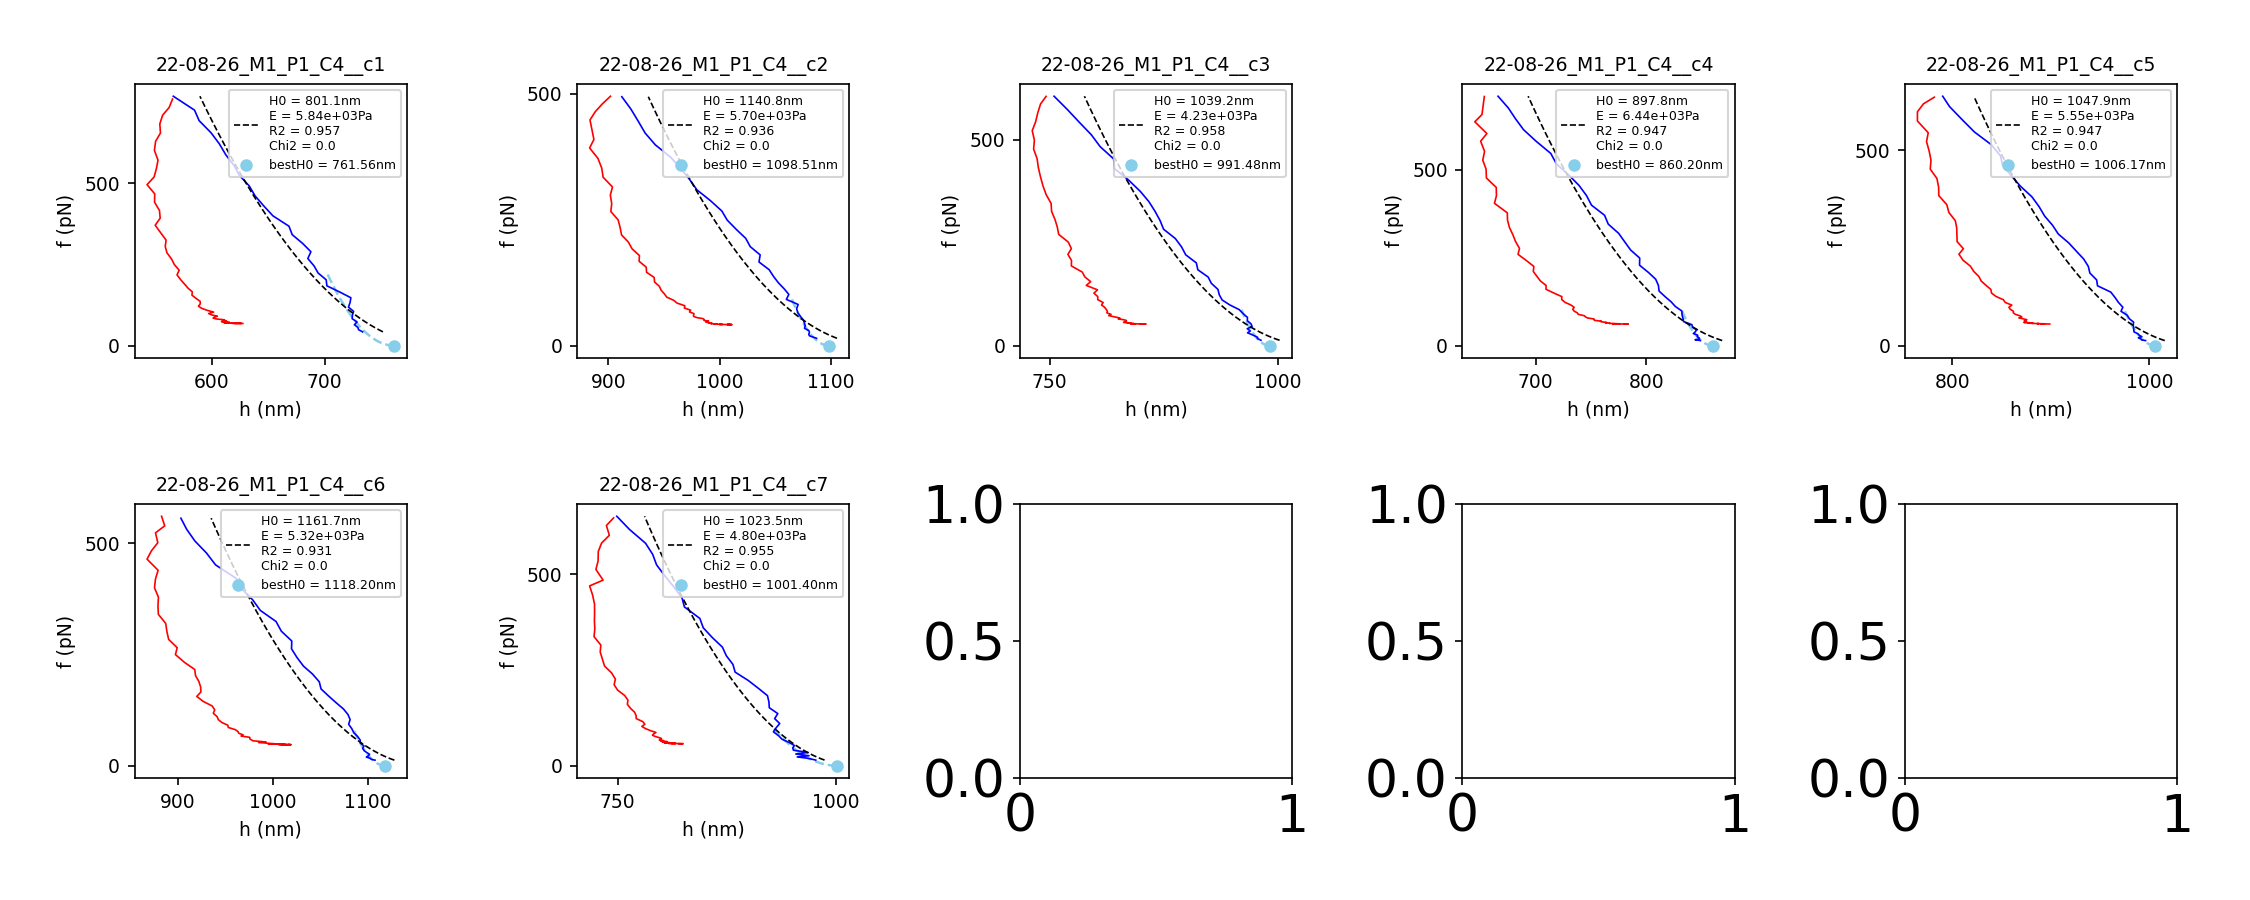 22-08-26_M1_P1_C4__c1
H0 = 801.1nm
E = 5.84e+03Pa
R2 = 0.957
Chi2 = 0.0
bestH0 = 761.56nm
500
0
600 700
f (pN)
h (nm)
22-08-26_M1_P1_C4__c2
H0 = 1140.8nm
E = 5.70e+03Pa
R2 = 0.936
Chi2 = 0.0
bestH0 = 1098.51nm
500
0
900 1000 1100
f (pN)
h (nm)
22-08-26_M1_P1_C4__c3
H0 = 1039.2nm
E = 4.23e+03Pa
R2 = 0.958
Chi2 = 0.0
bestH0 = 991.48nm
500
0
750 1000
f (pN)
h (nm)
22-08-26_M1_P1_C4__c4
H0 = 897.8nm
E = 6.44e+03Pa
R2 = 0.947
Chi2 = 0.0
bestH0 = 860.20nm
500
0
700 800
f (pN)
h (nm)
22-08-26_M1_P1_C4__c5
H0 = 1047.9nm
E = 5.55e+03Pa
R2 = 0.947
Chi2 = 0.0
bestH0 = 1006.17nm
500
0
800 1000
f (pN)
h (nm)
22-08-26_M1_P1_C4__c6
H0 = 1161.7nm
E = 5.32e+03Pa
R2 = 0.931
Chi2 = 0.0
bestH0 = 1118.20nm
500
0
900 1000 1100
f (pN)
h (nm)
22-08-26_M1_P1_C4__c7
H0 = 1023.5nm
E = 4.80e+03Pa
R2 = 0.955
Chi2 = 0.0
bestH0 = 1001.40nm
500
0
750 1000
f (pN)
h (nm)
1.0
0.5
0.0
0 1
1.0
0.5
0.0
0 1
1.0
0.5
0.0
0 1